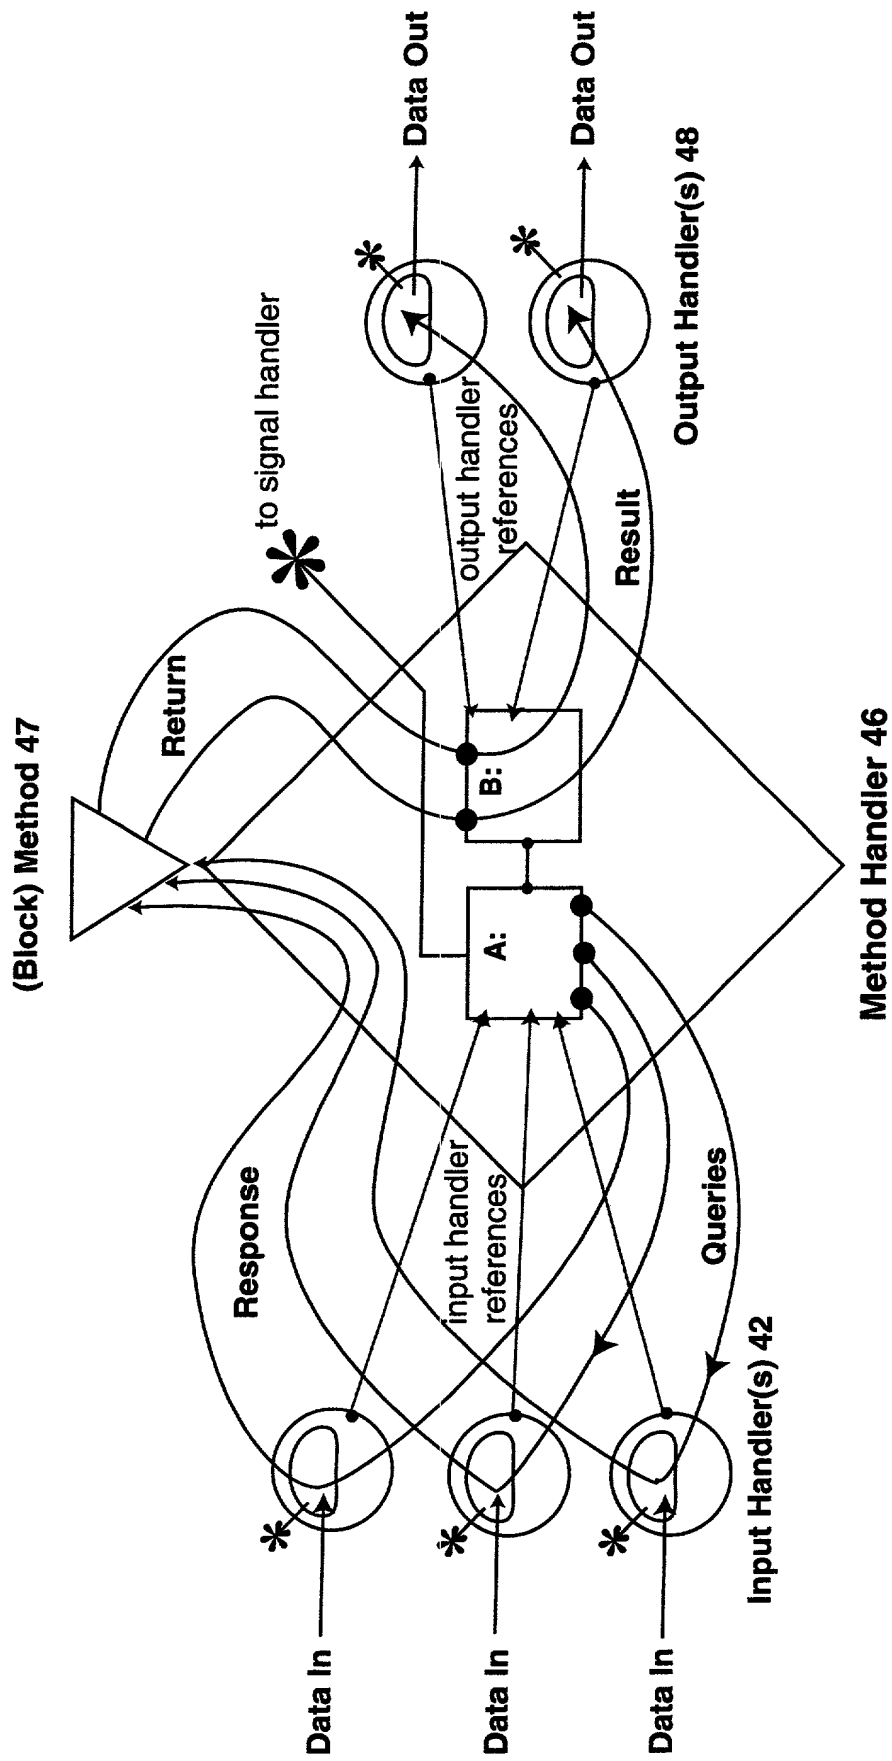 (Block) Method 47
Return
to signal handler
Response
input handler
references
output handler
references
A:
B:
Result
Queries
Data In
Data In
Data In
Data Out
Data Out
Input Handler(s) 42
Output Handler(s) 48
Method Handler 46